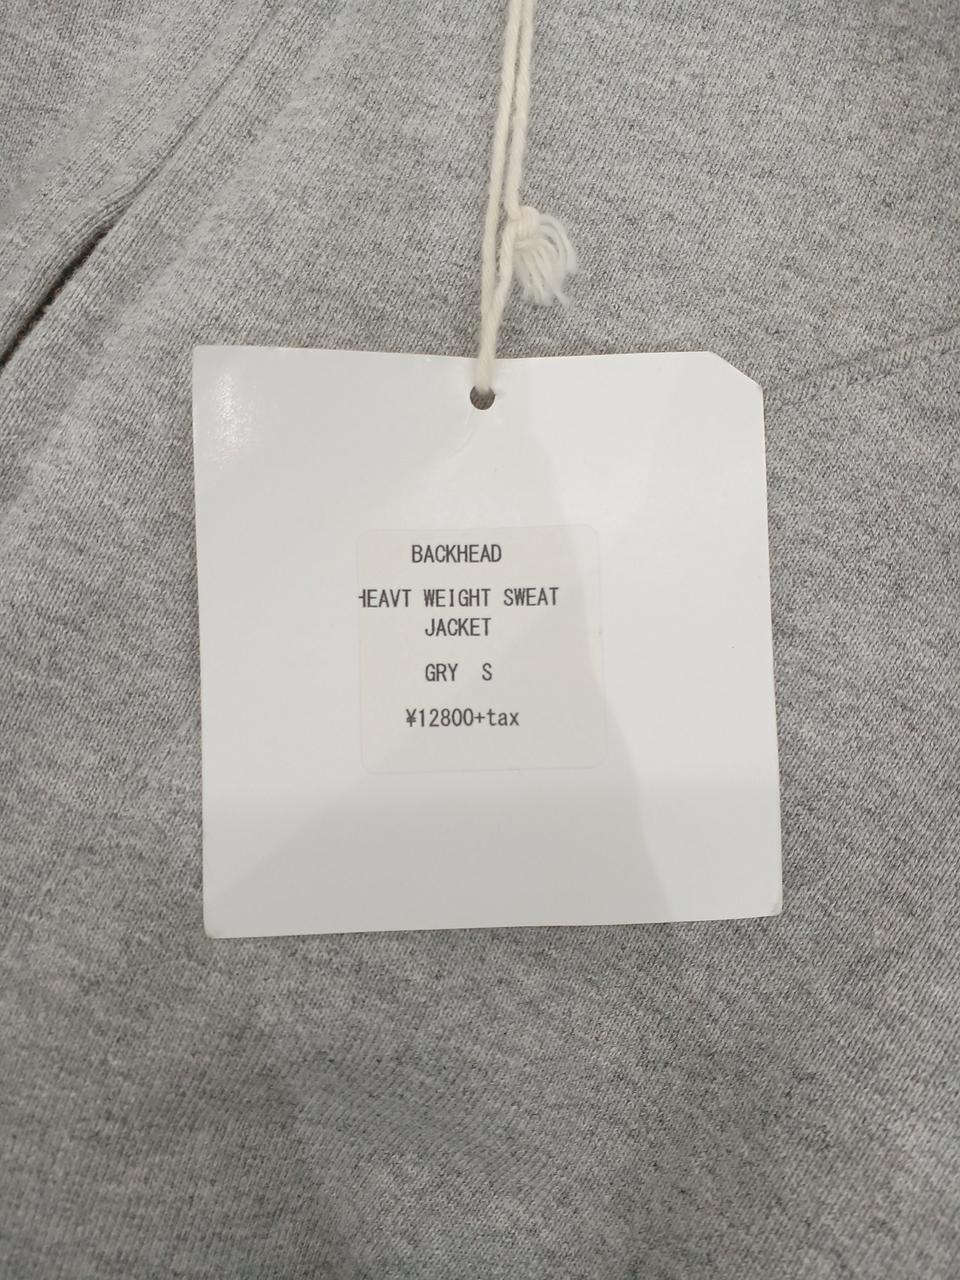 BACKHEAD
HEAVT WEIGHT SWEAT
JACKET
GRY S
¥12800+tax